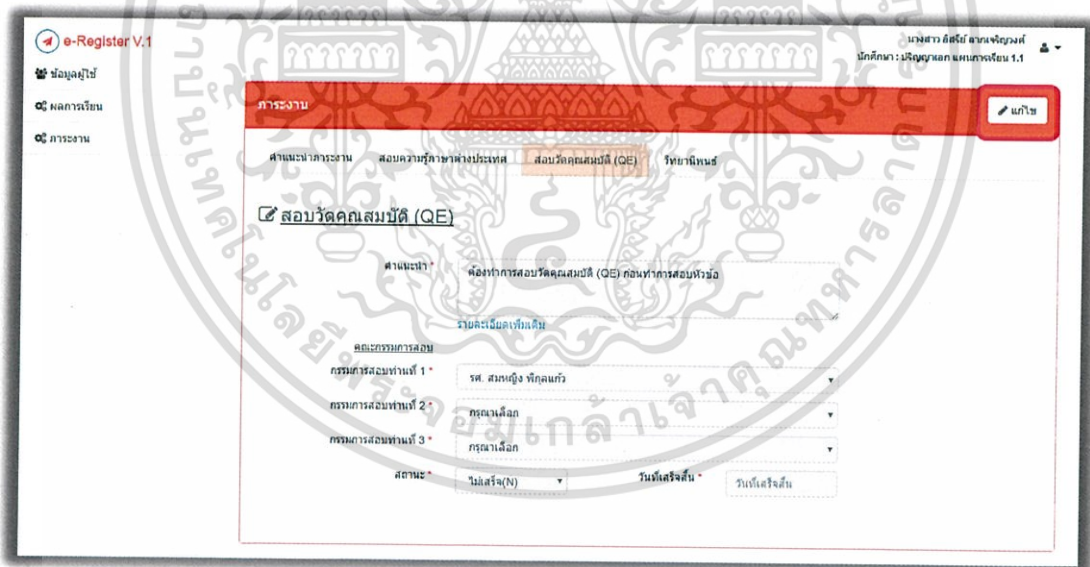 e-Register V.1
นางสาว อิสรีย์ ลาภเจริญวงศ์
นักศึกษา : ปริญญาเอก แผนการเรียน 1.1
ข้อมูลผู้ใช้
ผลการเรียน
ภาระงาน
ภาระงาน
แก้ไข
คำแนะนำภาระงาน สอบความรู้ภาษาต่างประเทศ สอบวัดคุณสมบัติ (QE) วิทยานิพนธ์
สอบวัดคุณสมบัติ (QE)
คำแนะนำ * ต้องทำการสอบวัดคุณสมบัติ (QE) ก่อนทำการสอบหัวข้อ
รายละเอียดเพิ่มเติม
คณะกรรมการสอบ
กรรมการสอบท่านที่ 1 * รศ. สมหญิง พิกุลแก้ว
กรรมการสอบท่านที่ 2 * กรุณาเลือก
กรรมการสอบท่านที่ 3 * กรุณาเลือก
สถานะ * ไม่เสร็จ(N) วันที่เสร็จสิ้น * วันที่เสร็จสิ้น